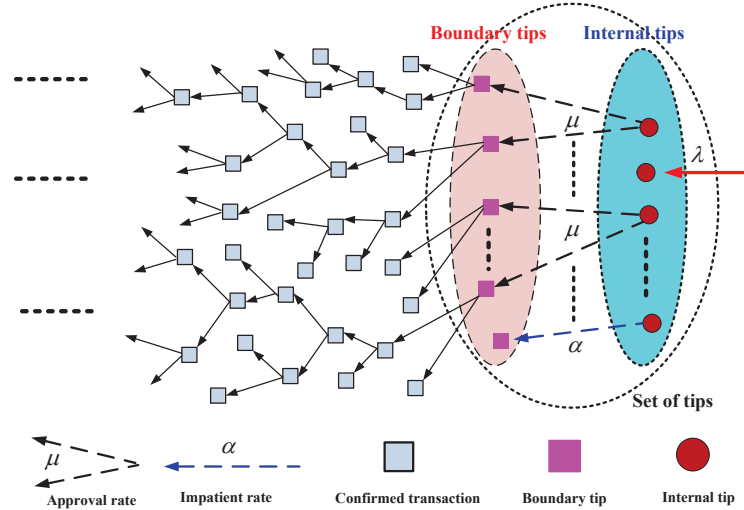 Boundary tips Internal tips
μ
λ
μ
α
Set of tips
μ
α
Approval rate Impatient rate Confirmed transaction Boundary tip Internal tip